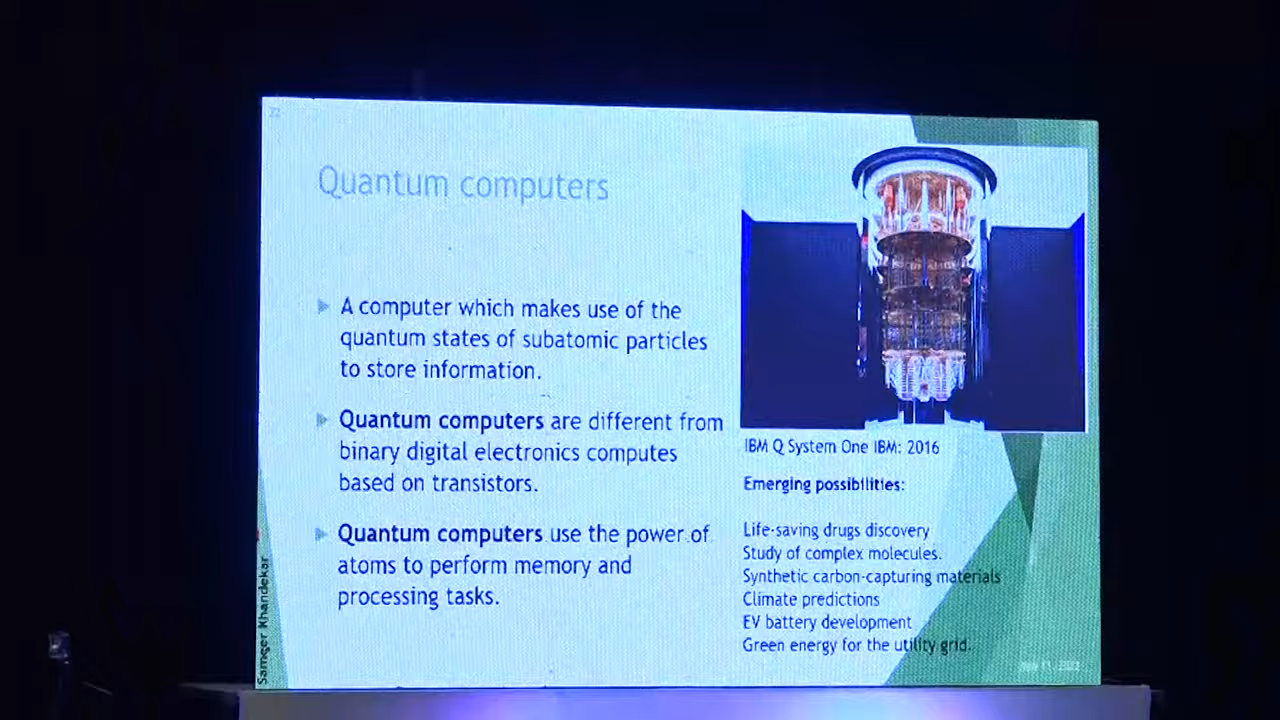 22
Quantum computers
A computer which makes use of the
quantum states of subatomic particles
to store information.
Quantum computers are different from
binary digital electronics computes
based on transistors.
Quantum computers use the power of
atoms to perform memory and
processing tasks.
IBM Q System One IBM: 2016
Emerging possibilities:
Life-saving drugs discovery
Study of complex molecules.
Synthetic carbon-capturing materials
Climate predictions
EV battery development
Green energy for the utility grid.
Sameer Khandekar
11, 2022